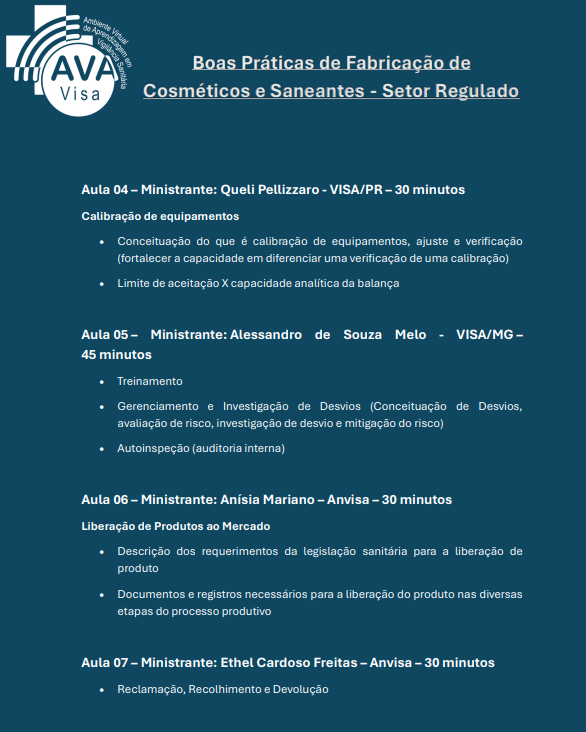 Ambiente Virtual
de Aprendizagem em
Vigilância Sanitária
AVA
Visa
Boas Práticas de Fabricação de
Cosméticos e Saneantes - Setor Regulado
Aula 04 – Ministrante: Queli Pellizzaro - VISA/PR – 30 minutos
Calibração de equipamentos
• Conceituação do que é calibração de equipamentos, ajuste e verificação
(fortalecer a capacidade em diferenciar uma verificação de uma calibração)
• Limite de aceitação X capacidade analítica da balança
Aula 05 – Ministrante: Alessandro de Souza Melo - VISA/MG –
45 minutos
• Treinamento
• Gerenciamento e Investigação de Desvios (Conceituação de Desvios,
avaliação de risco, investigação de desvio e mitigação do risco)
• Autoinspeção (auditoria interna)
Aula 06 – Ministrante: Anísia Mariano – Anvisa – 30 minutos
Liberação de Produtos ao Mercado
• Descrição dos requerimentos da legislação sanitária para a liberação de
produto
• Documentos e registros necessários para a liberação do produto nas diversas
etapas do processo produtivo
Aula 07 – Ministrante: Ethel Cardoso Freitas – Anvisa – 30 minutos
• Reclamação, Recolhimento e Devolução